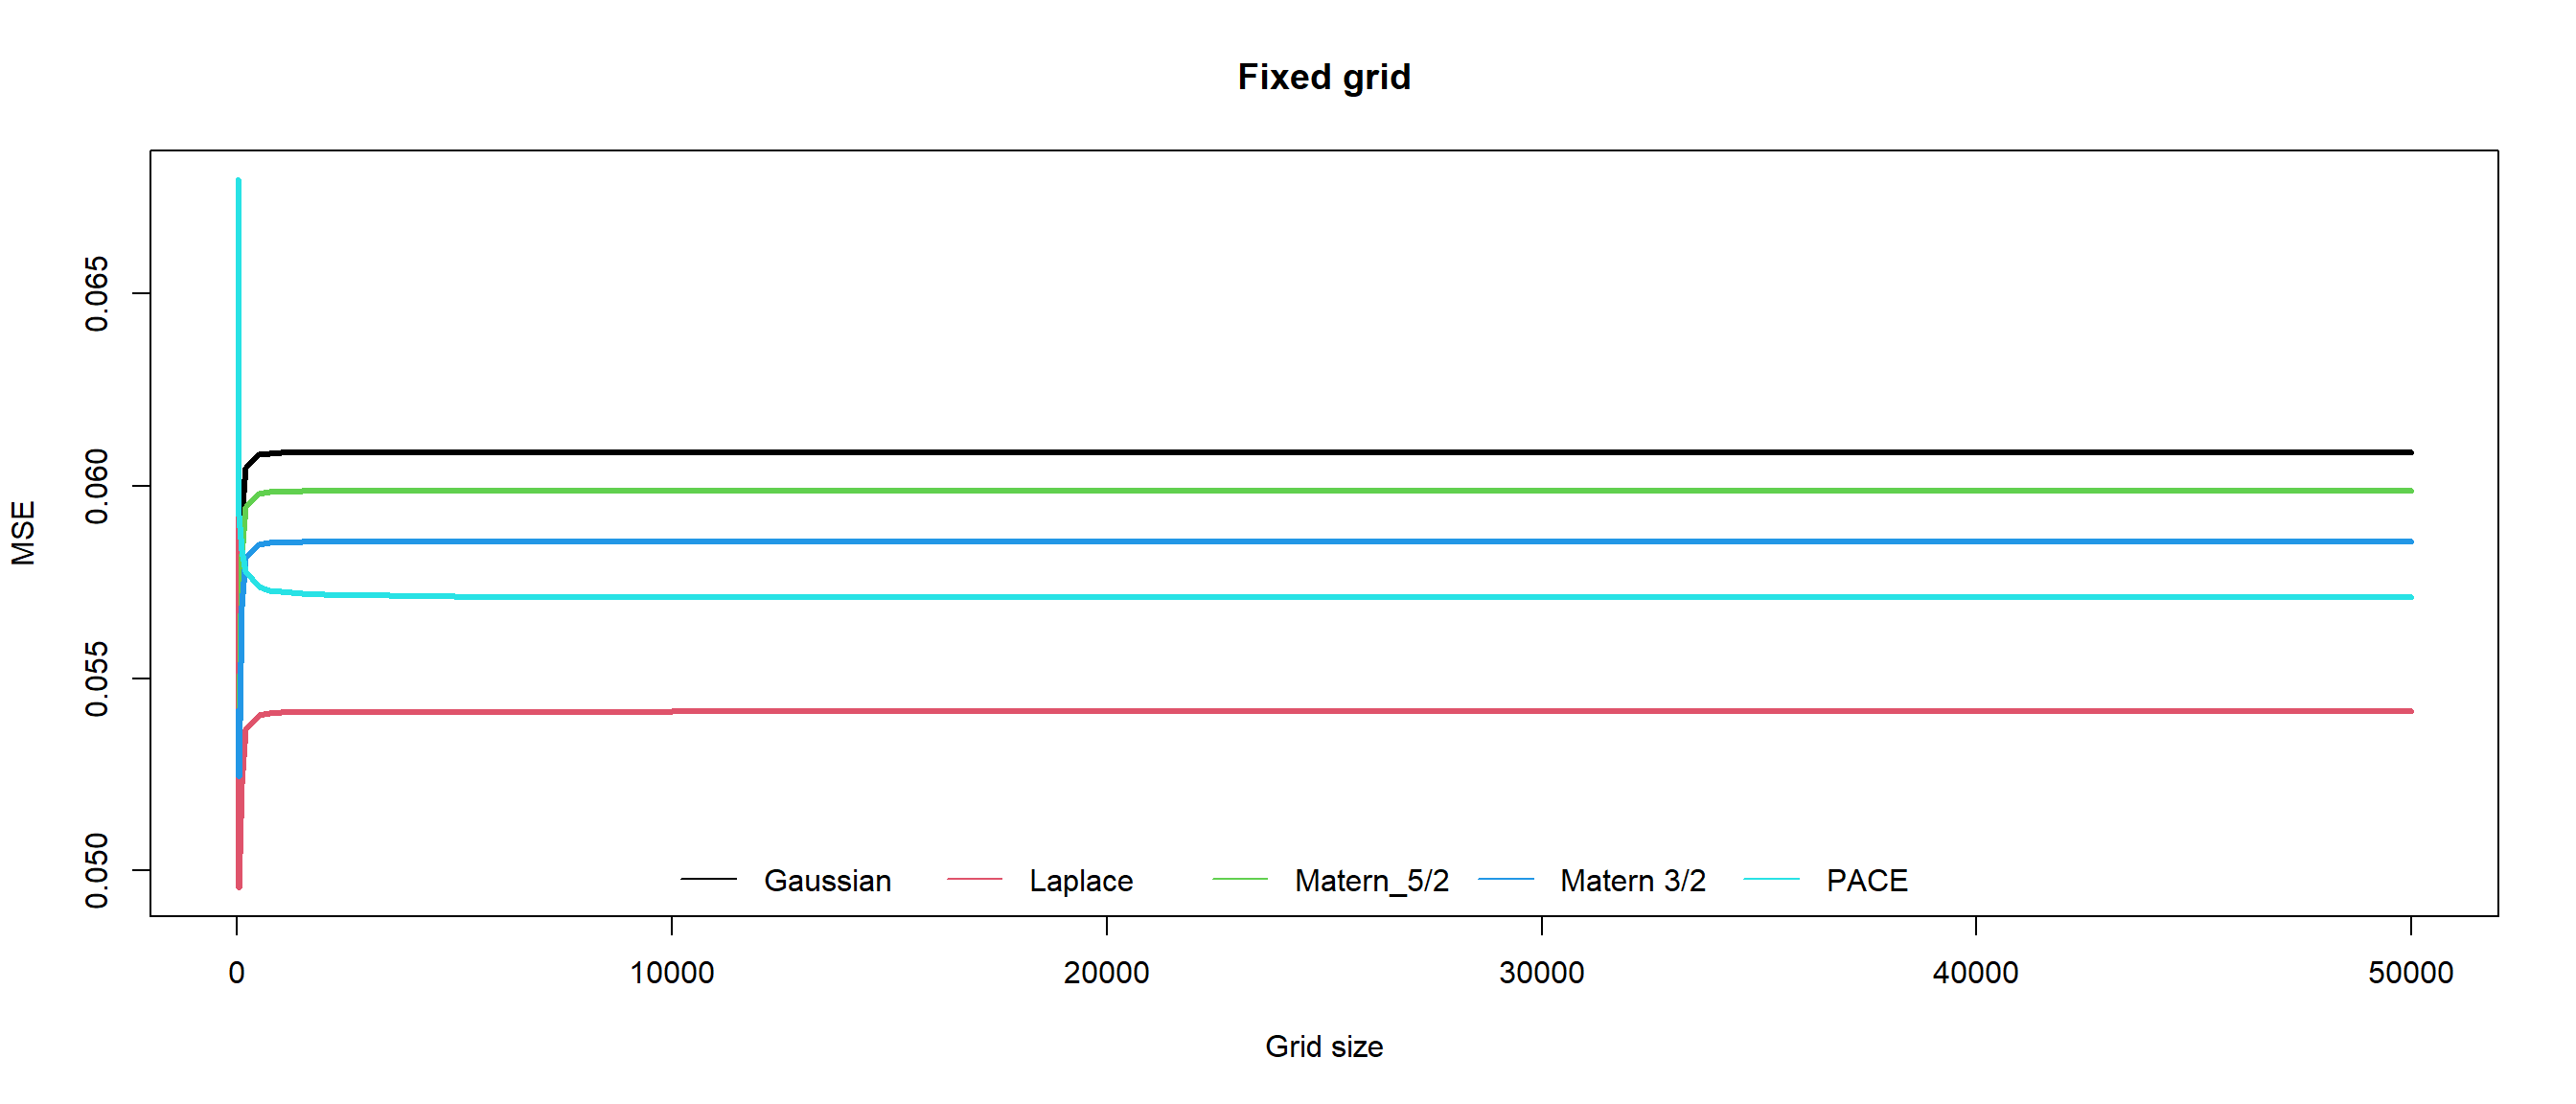 Fixed grid
MSE
0.065
0.060
0.055
0.050
Gaussian Laplace Matern_5/2 Matern 3/2 PACE
0 10000 20000 30000 40000 50000
Grid size